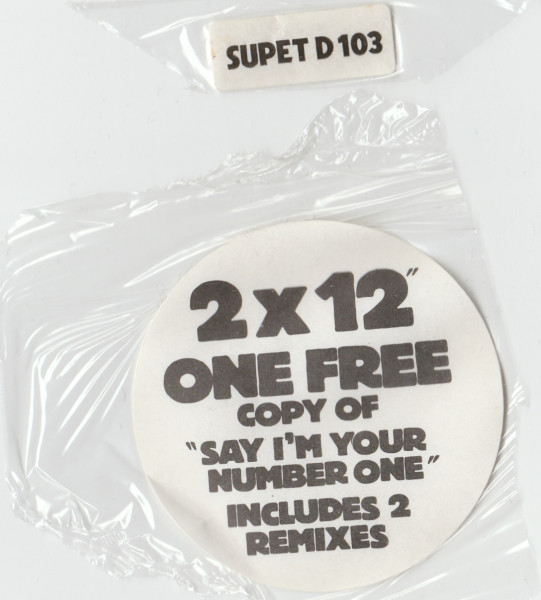 SUPET D 103
2 x 12"
ONE FREE
COPY OF
"SAY I'M YOUR
NUMBER ONE"
INCLUDES 2
REMIXES